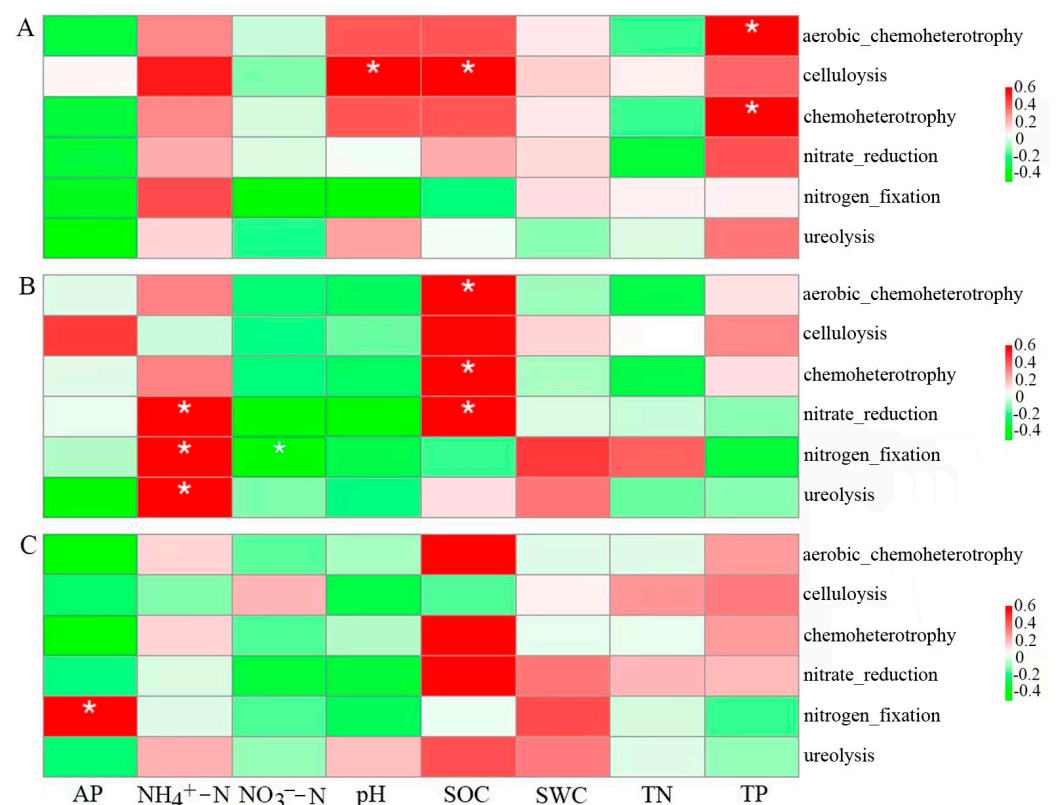 A
* aerobic_chemoheterotrophy
* * celluloysis
* chemoheterotrophy
nitrate_reduction
nitrogen_fixation
ureolysis
0.6
0.4
0.2
0
-0.2
-0.4
B
* aerobic_chemoheterotrophy
celluloysis
* chemoheterotrophy
* * nitrate_reduction
* * nitrogen_fixation
* ureolysis
0.6
0.4
0.2
0
-0.2
-0.4
C
aerobic_chemoheterotrophy
celluloysis
chemoheterotrophy
nitrate_reduction
* nitrogen_fixation
ureolysis
0.6
0.4
0.2
0
-0.2
-0.4
AP NH₄⁺−N NO₃⁻−N pH SOC SWC TN TP